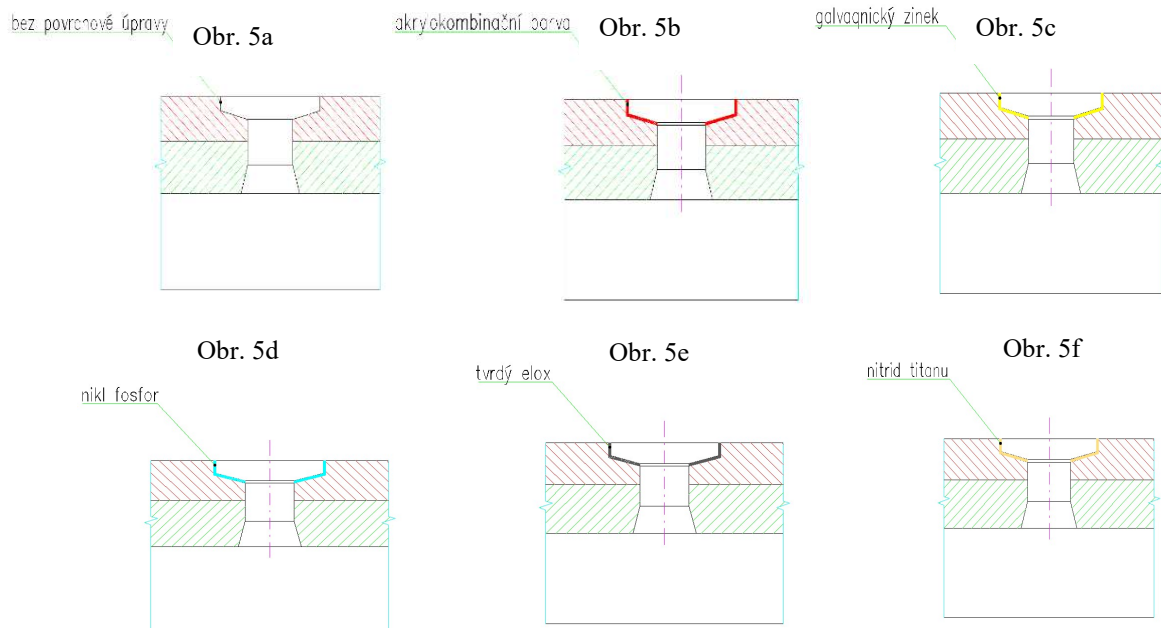 bez povrchové úpravy
Obr. 5a
akrylokombinační barva
Obr. 5b
galvaqnický zinek
Obr. 5c
Obr. 5d
nikl fosfor
Obr. 5e
tvrdý elox
Obr. 5f
nitrid titanu